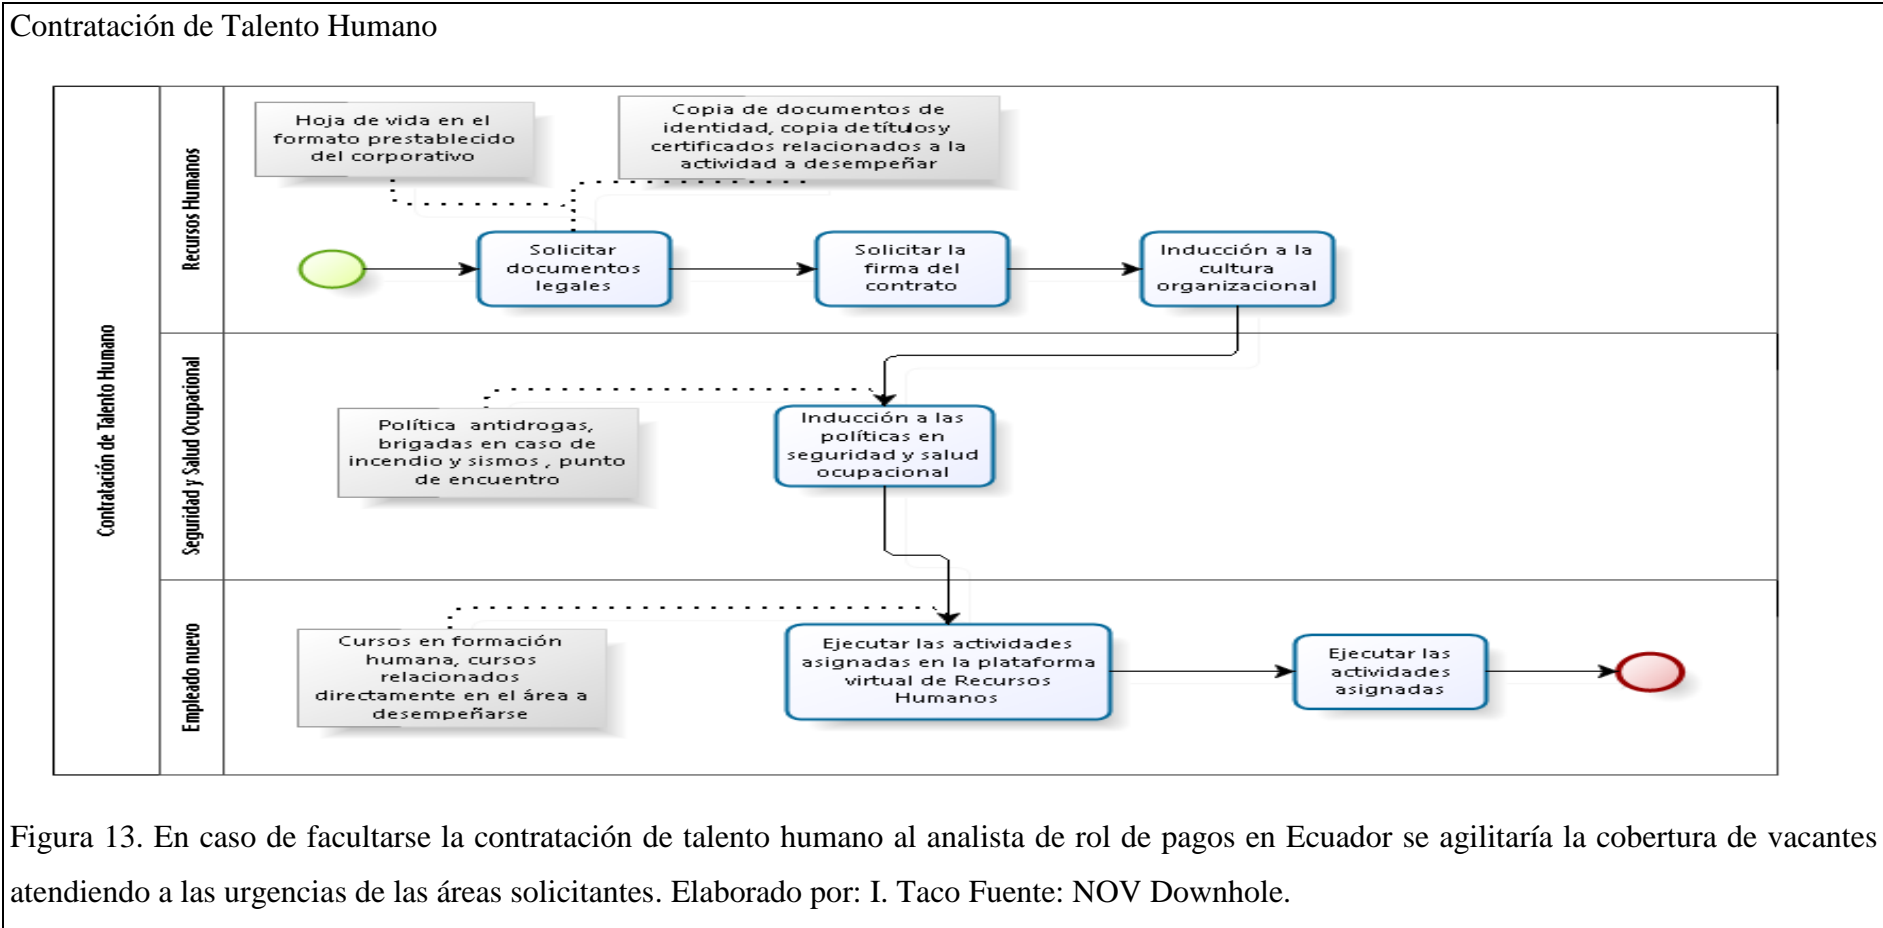 Contratación de Talento Humano
Contratación de Talento Humano
Recursos Humanos
Hoja de vida en el
formato prestablecido
del corporativo
Copia de documentos de
identidad, copia de títulos y
certificados relacionados a la
actividad a desempeñar
Solicitar
documentos
legales
Solicitar la
firma del
contrato
Inducción a la
cultura
organizacional
Seguridad y Salud Ocupacional
Política antidrogas,
brigadas en caso de
incendio y sismos , punto
de encuentro
Inducción a las
políticas en
seguridad y salud
ocupacional
Empleado nuevo
Cursos en formación
humana, cursos
relacionados
directamente en el área a
desempeñarse
Ejecutar las actividades
asignadas en la plataforma
virtual de Recursos
Humanos
Ejecutar las
actividades
asignadas
Figura 13. En caso de facultarse la contratación de talento humano al analista de rol de pagos en Ecuador se agilitaría la cobertura de vacantes
atendiendo a las urgencias de las áreas solicitantes. Elaborado por: I. Taco Fuente: NOV Downhole.